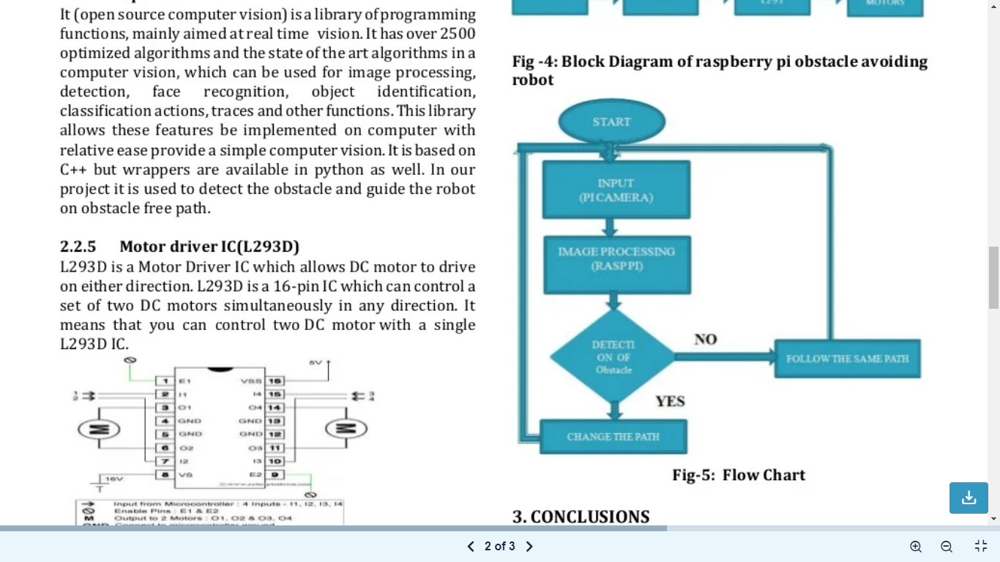 It (open source computer vision) is a library of programming
functions, mainly aimed at real time vision. It has over 2500
optimized algorithms and the state of the art algorithms in a
computer vision, which can be used for image processing,
detection, face recognition, object identification,
classification actions, traces and other functions. This library
allows these features be implemented on computer with
relative ease provide a simple computer vision. It is based on
C++ but wrappers are available in python as well. In our
project it is used to detect the obstacle and guide the robot
on obstacle free path.
2.2.5 Motor driver IC(L293D)
L293D is a Motor Driver IC which allows DC motor to drive
on either direction. L293D is a 16-pin IC which can control a
set of two DC motors simultaneously in any direction. It
means that you can control two DC motor with a single
L293D IC.
5V
1 E1 VSS 16
1 2 I1 I4 15 3
2 4
3 O1 O4 14
M M
4 GND GND 13
5 GND GND 12
6 O2 O3 11
7 I2 I3 10
16V 8 VS E2 9
Input from Microcontroller : 4 Inputs - I1, I2, I3, I4
Enable Pins : E1 & E2
M Output to 2 Motors : O1, O2 & O3, O4
L293
MOTORS
Fig -4: Block Diagram of raspberry pi obstacle avoiding
robot
START
INPUT
(PI CAMERA)
IMAGE PROCESSING
(RASP PI)
DETECTI
ON OF
Obstacle
NO
FOLLOW THE SAME PATH
YES
CHANGE THE PATH
Fig-5: Flow Chart
3. CONCLUSIONS
2 of 3